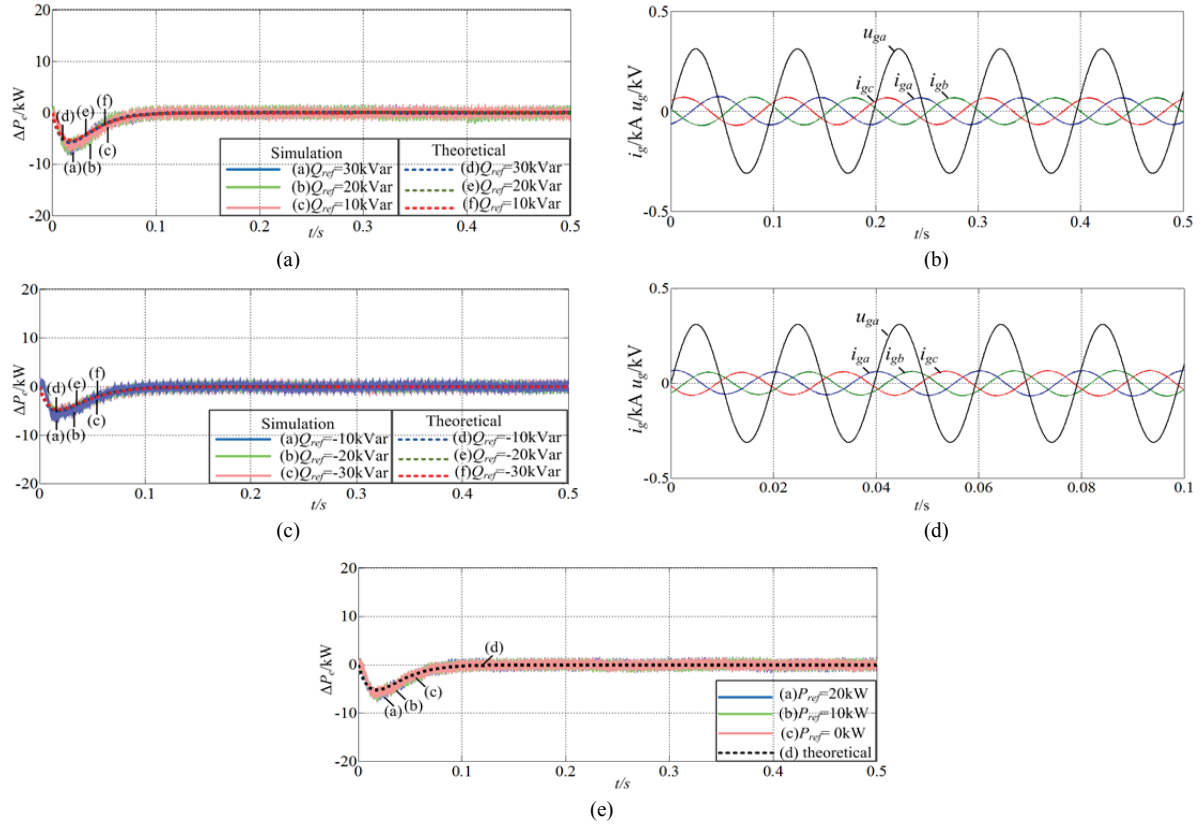 (a)
20
10
0
-10
-20
ΔPe/kW
(d) (e) (f)
(a) (b) (c)
Simulation Theoretical
(a)Qref=30kVar (d)Qref=30kVar
(b)Qref=20kVar (e)Qref=20kVar
(c)Qref=10kVar (f)Qref=10kVar
0 0.1 0.2 0.3 0.4 0.5
t/s
(a)
(b)
0.5
0
-0.5
ig/kA ug/kV
uga
igc iga igb
0 0.1 0.2 0.3 0.4 0.5
t/s
(b)
(c)
20
10
0
-10
-20
ΔPe/kW
(d) (e) (f)
(a) (b) (c)
Simulation Theoretical
(a)Qref=-10kVar (d)Qref=-10kVar
(b)Qref=-20kVar (e)Qref=-20kVar
(c)Qref=-30kVar (f)Qref=-30kVar
0 0.1 0.2 0.3 0.4 0.5
t/s
(c)
(d)
0.5
0
-0.5
ig/kA ug/kV
uga
iga igb igc
0 0.02 0.04 0.06 0.08 0.1
t/s
(d)
(e)
20
10
0
-10
-20
ΔPe/kW
(d)
(a) (b) (c)
(a)Pref=20kW
(b)Pref=10kW
(c)Pref= 0kW
(d) theoretical
0 0.1 0.2 0.3 0.4 0.5
t/s
(e)